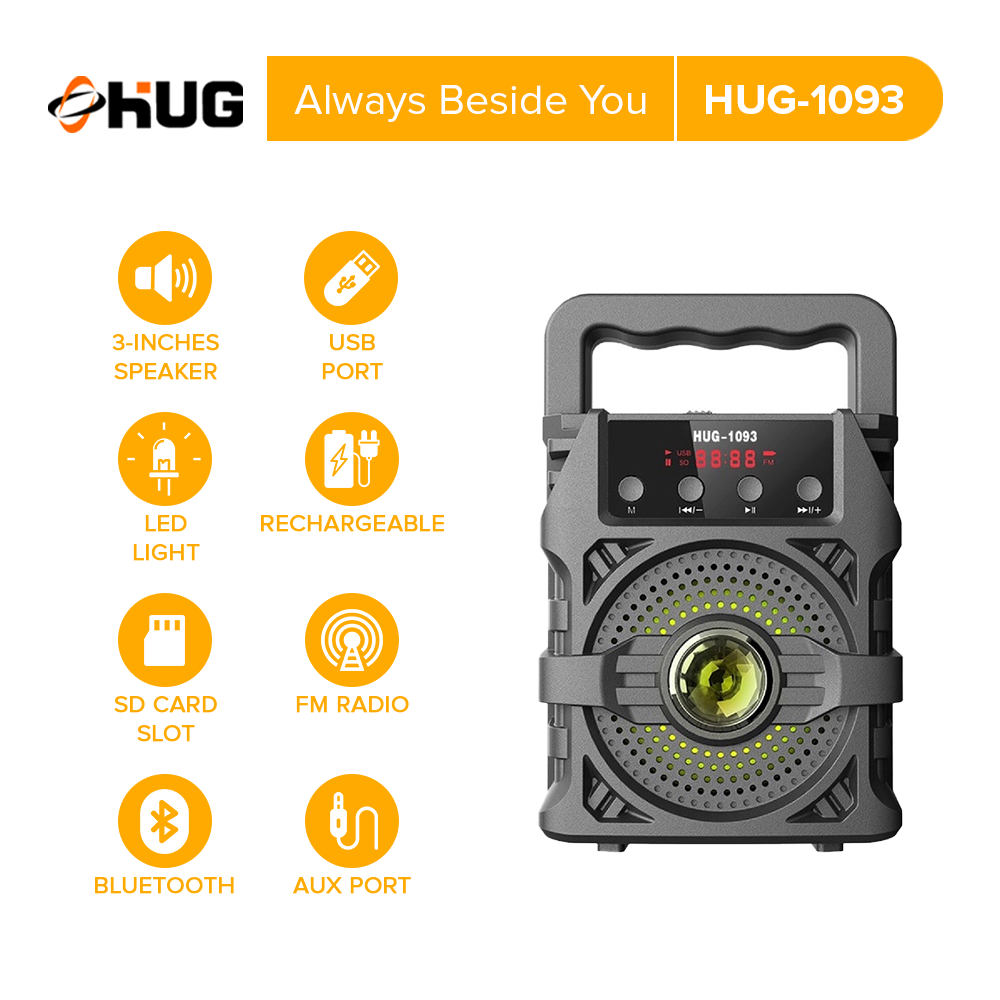 HUG
Always Beside You
HUG-1093
3-INCHES
SPEAKER
USB
PORT
LED
LIGHT
RECHARGEABLE
SD CARD
SLOT
FM RADIO
BLUETOOTH
AUX PORT
HUG-1093
USB
SD
88:88
FM
M
I◀◀/−
▶II
▶▶I/+